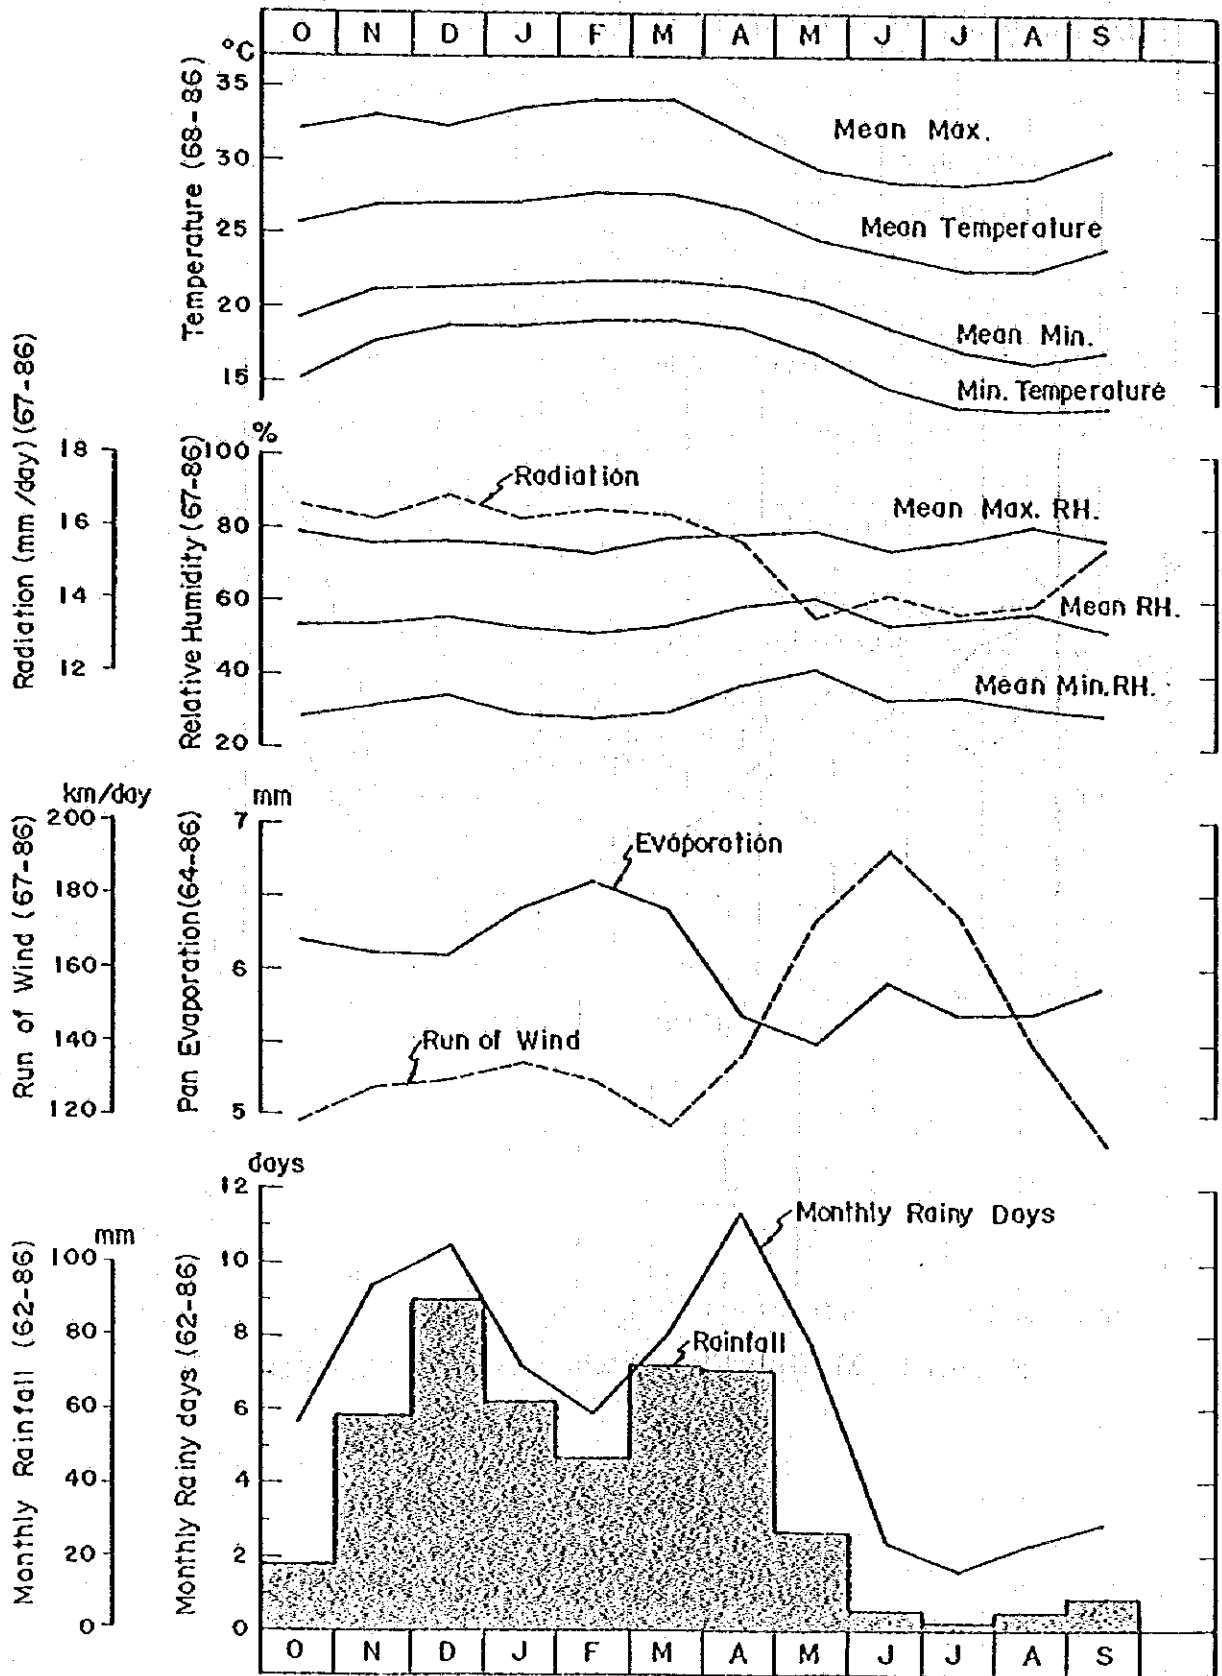 O N D J F M A M J J A S
°C
Temperature (68-86)
35
30
25
20
15
Mean Max.
Mean Temperature
Mean Min.
Min. Temperature
Radiation (mm/day) (67-86)
18
16
14
12
%
Relative Humidity (67-86)
100
80
60
40
20
Radiation
Mean Max. RH.
Mean RH.
Mean Min. RH.
km/day
Run of Wind (67-86)
200
180
160
140
120
mm
Pan Evaporation (64-86)
7
6
5
Evaporation
Run of Wind
mm
Monthly Rainfall (62-86)
100
80
60
40
20
0
days
Monthly Rainy days (62-86)
12
10
8
6
4
2
0
Monthly Rainy Days
Rainfall
O N D J F M A M J J A S